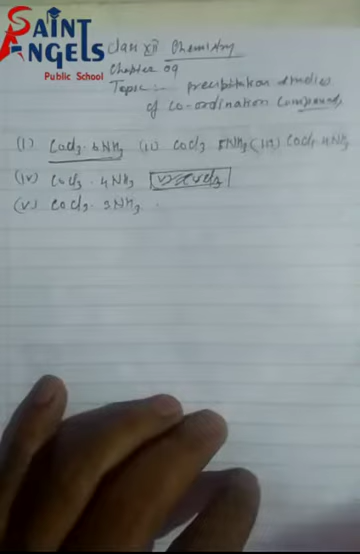 SAINT
ANGELS
Public School
Class XII Chemistry
Chapter 09
Topic:- precipitation studies
of co-ordination compounds
(i) CoCl3.6NH3 (ii) CoCl3 5NH3 (iii) CoCl3.4NH3
(iv) CoCl3.4NH3
(v) CoCl3.3NH3.